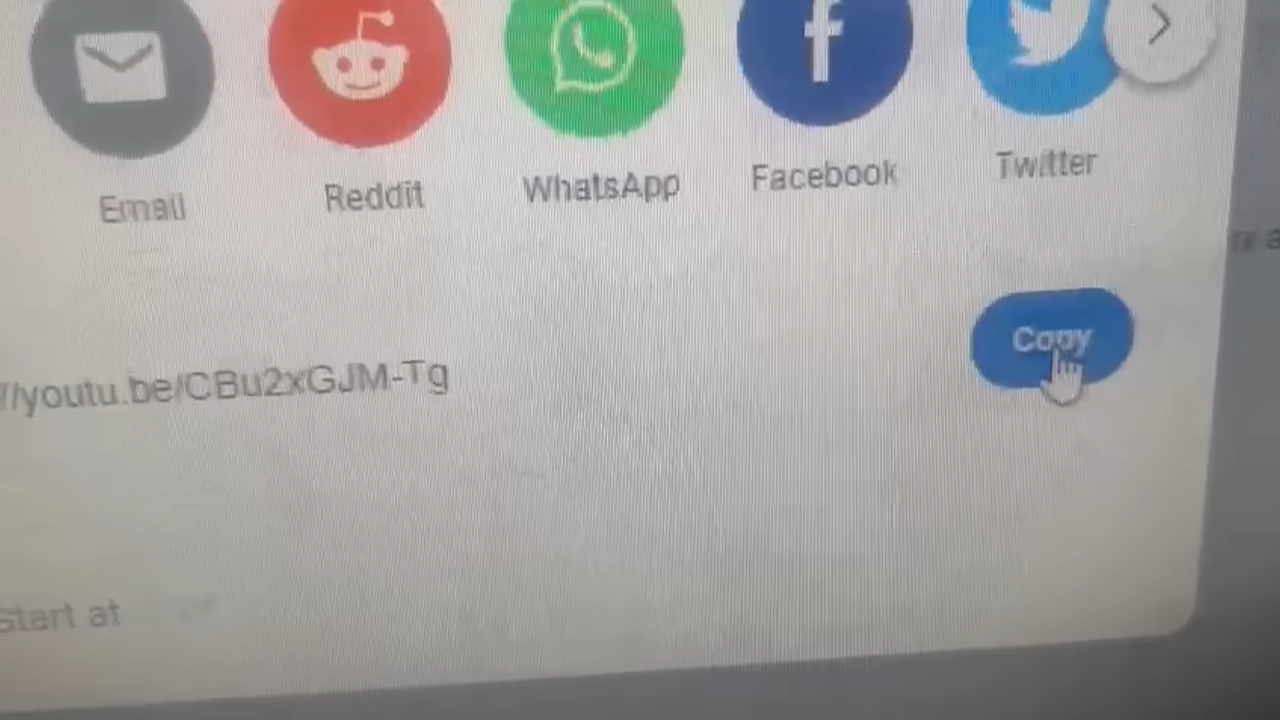 Email Reddit WhatsApp Facebook Twitter
//youtu.be/CBu2xGJM-Tg Copy
Start at